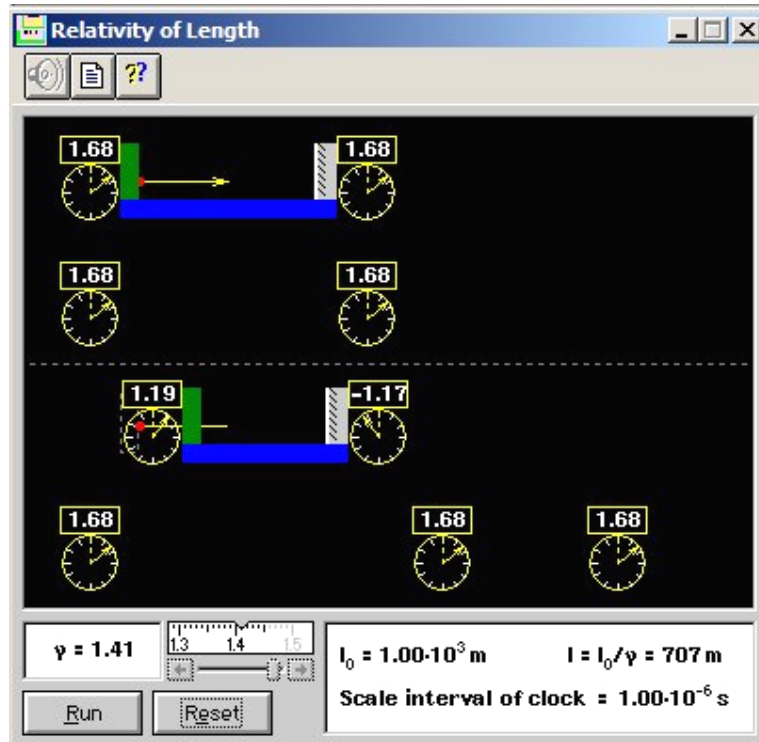 Relativity of Length
??
1.68 1.68
1.68 1.68
1.19 -1.17
1.68 1.68 1.68
γ = 1.41
1.3 1.4 1.5
l₀ = 1.00·10³ m l = l₀/γ = 707 m
Scale interval of clock = 1.00·10⁻⁶ s
Run Reset